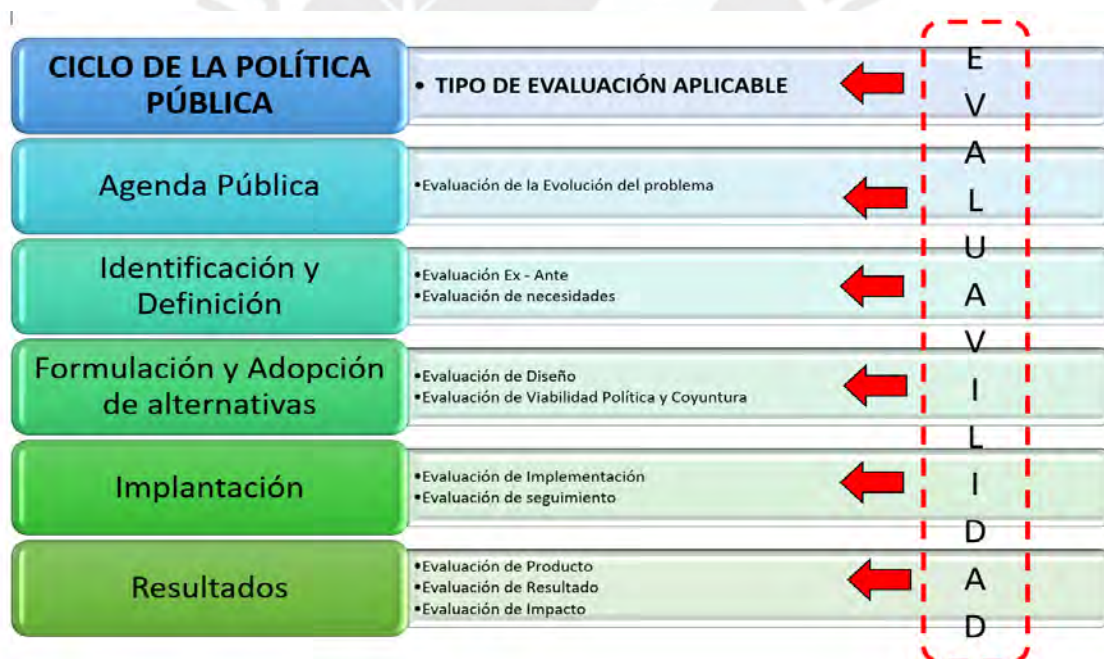 CICLO DE LA POLÍTICA
PÚBLICA
• TIPO DE EVALUACIÓN APLICABLE
Agenda Pública
•Evaluación de la Evolución del problema
Identificación y
Definición
•Evaluación Ex - Ante
•Evaluación de necesidades
Formulación y Adopción
de alternativas
•Evaluación de Diseño
•Evaluación de Viabilidad Política y Coyuntura
Implantación
•Evaluación de Implementación
•Evaluación de seguimiento
Resultados
•Evaluación de Producto
•Evaluación de Resultado
•Evaluación de Impacto
E
V
A
L
U
A
V
I
L
I
D
A
D